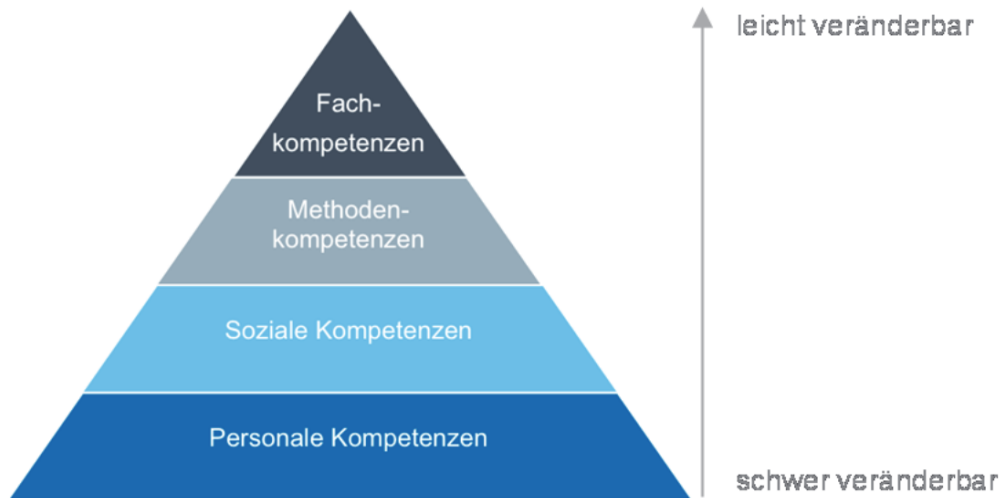 leicht veränderbar
Fach-
kompetenzen
Methoden-
kompetenzen
Soziale Kompetenzen
Personale Kompetenzen
schwer veränderbar